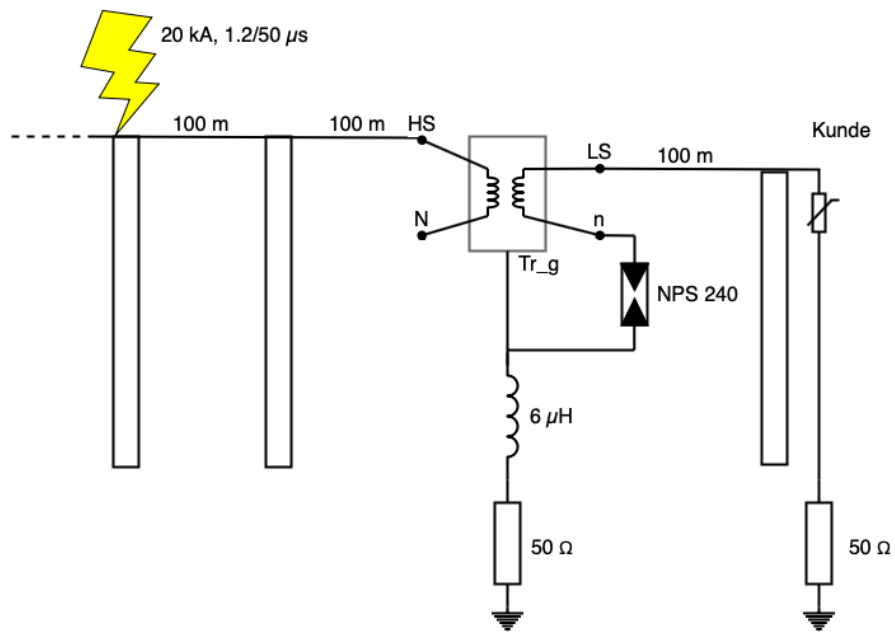 20 kA, 1.2/50 µs
100 m
100 m
HS
LS
100 m
Kunde
N
n
Tr_g
NPS 240
6 µH
50 Ω
50 Ω